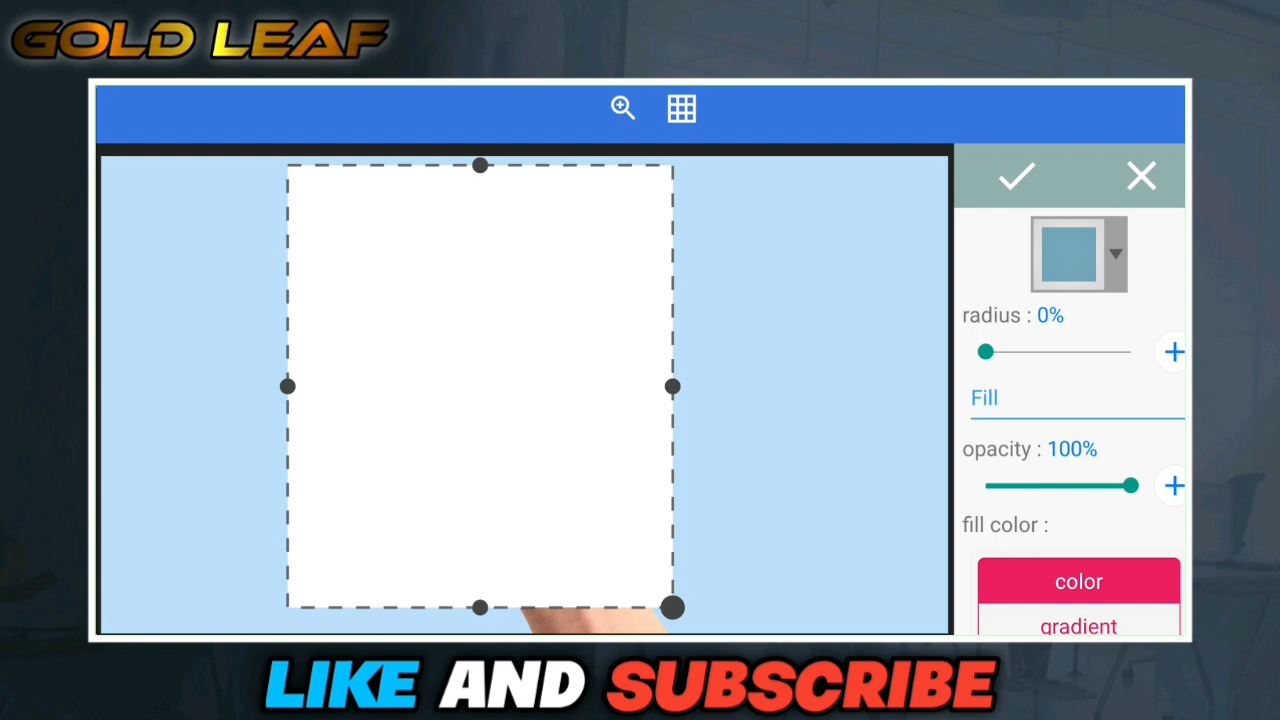 GOLD LEAF
radius : 0%
Fill
opacity : 100%
fill color :
color
gradient
LIKE AND SUBSCRIBE